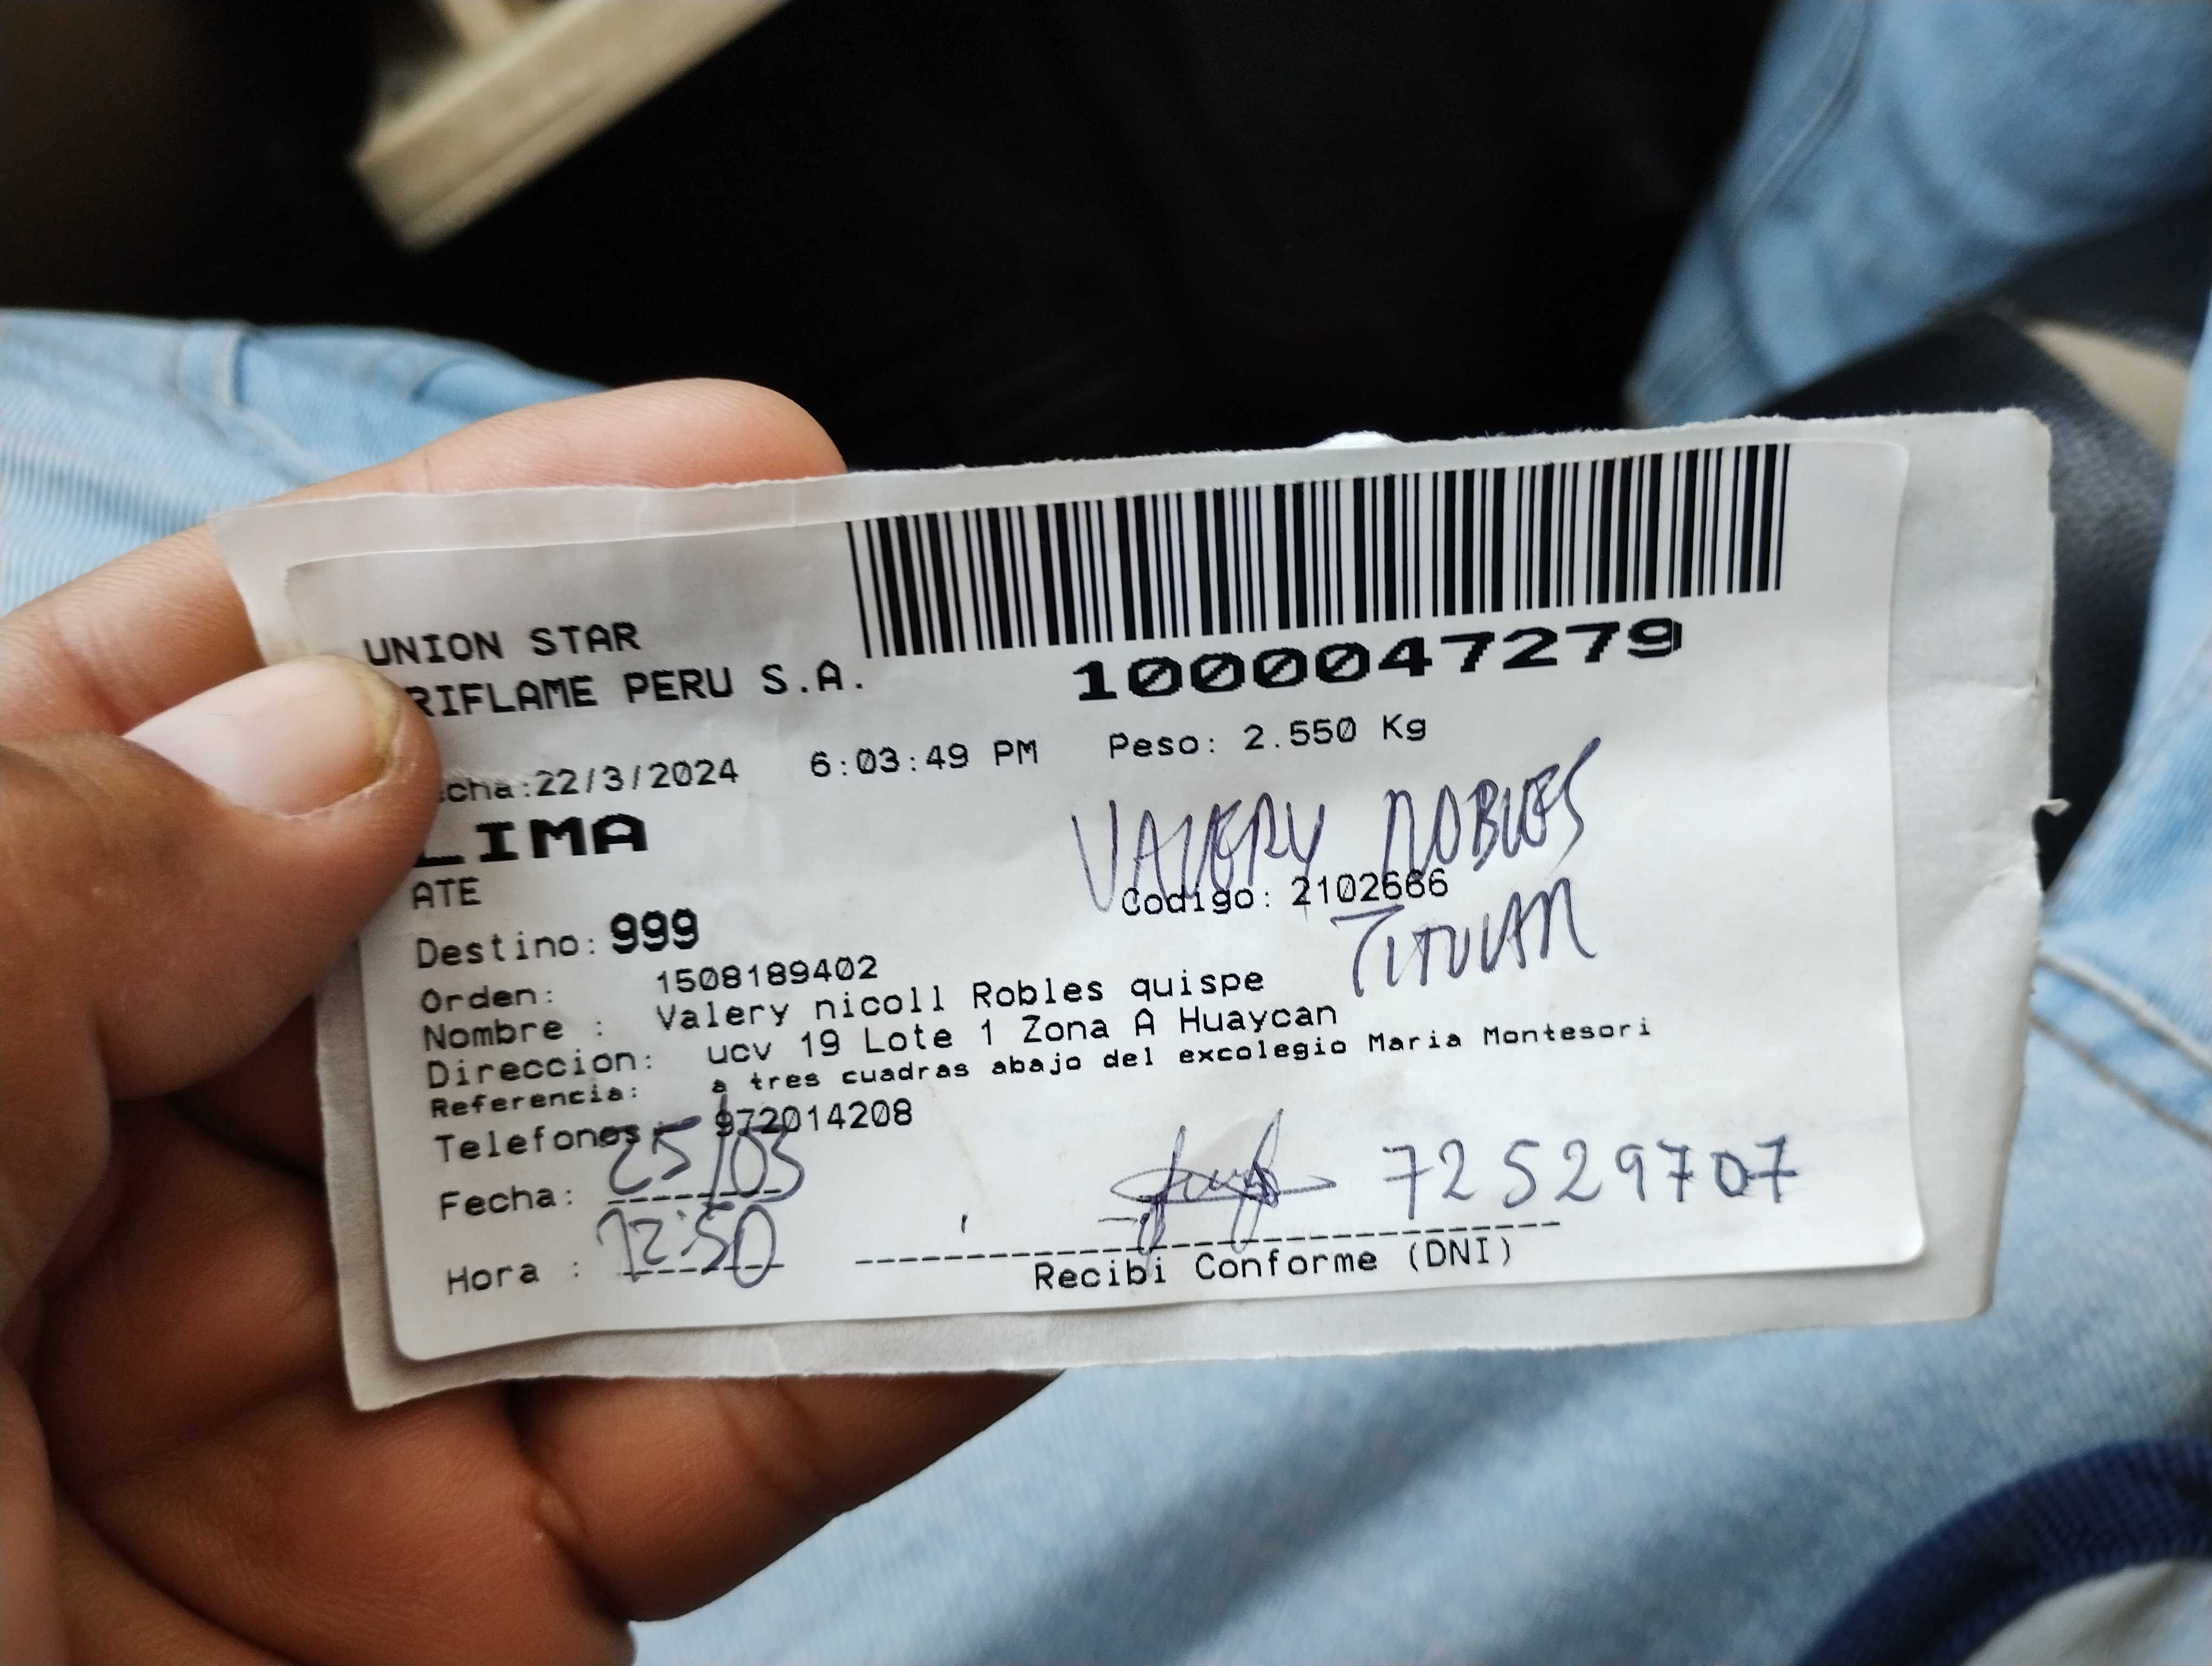 UNION STAR
RIFLAME PERU S.A.
1000047279
cha:22/3/2024 6:03:49 PM Peso: 2.550 Kg
LIMA
VALERY ROBLES
ATE
Codigo: 2102666
Destino: 999
TITULAR
Orden: 1508189402
Nombre : Valery nicoll Robles quispe
Direccion: ucv 19 Lote 1 Zona A Huaycan
Referencia: a tres cuadras abajo del excolegio Maria Montesori
Telefonos: 972014208
Fecha: 25/03
72529707
Hora : 12:50
Recibi Conforme (DNI)